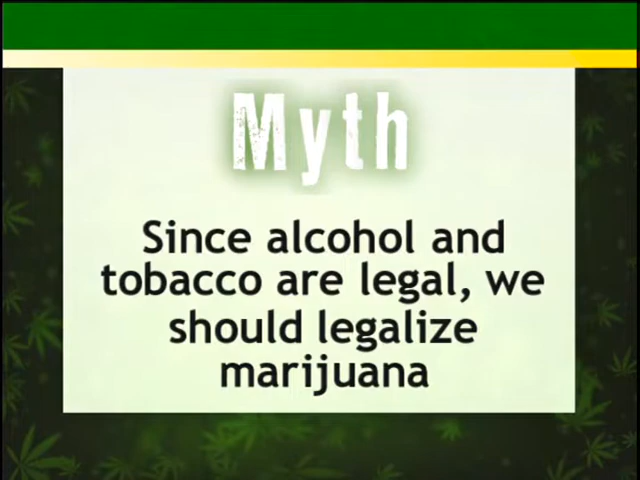 Myth
Since alcohol and
tobacco are legal, we
should legalize
marijuana